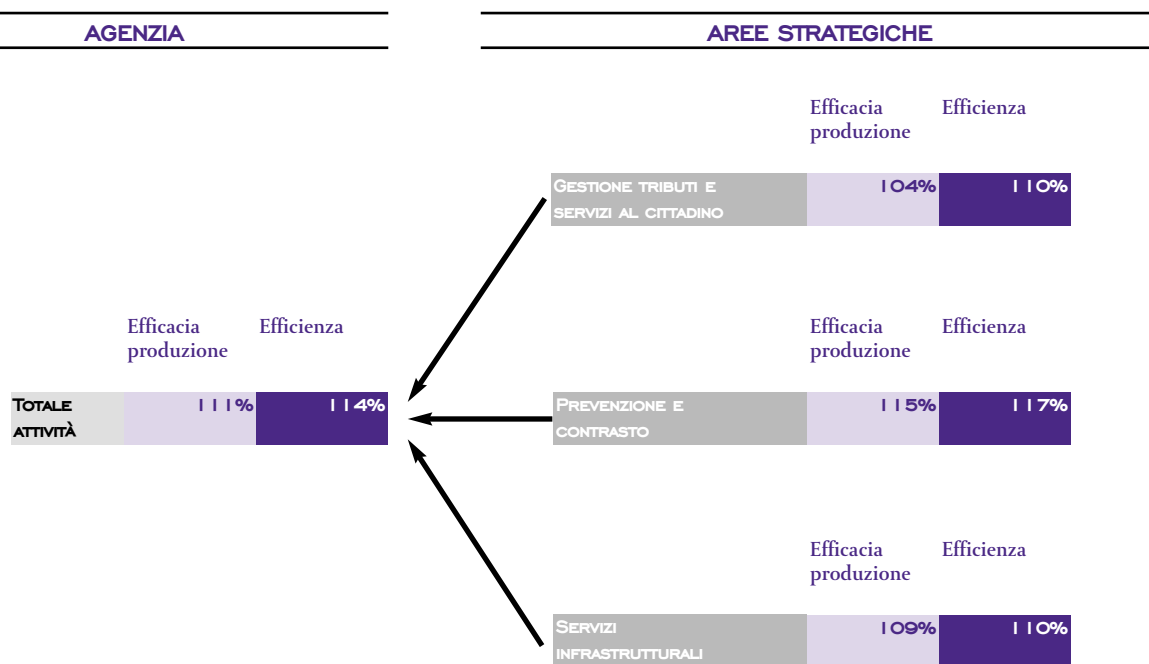 AGENZIA
AREE STRATEGICHE
Efficacia produzione Efficienza
GESTIONE TRIBUTI E SERVIZI AL CITTADINO 104% 110%
Efficacia produzione Efficienza
TOTALE ATTIVITÀ 111% 114%
Efficacia produzione Efficienza
PREVENZIONE E CONTRASTO 115% 117%
Efficacia produzione Efficienza
SERVIZI INFRASTRUTTURALI 109% 110%